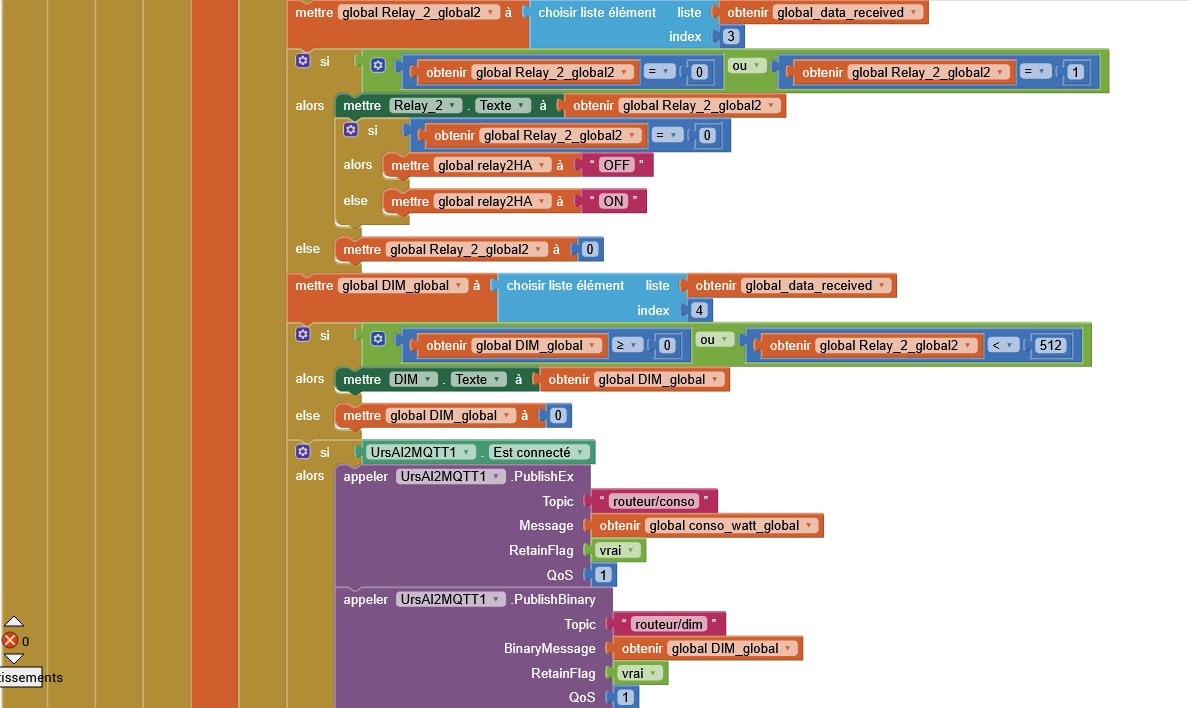 mettre global Relay_2_global2 à choisir liste élément liste obtenir global_data_received
index 3
si obtenir global Relay_2_global2 = 0 ou obtenir global Relay_2_global2 = 1
alors mettre Relay_2 . Texte à obtenir global Relay_2_global2
si obtenir global Relay_2_global2 = 0
alors mettre global relay2HA à " OFF "
else mettre global relay2HA à " ON "
else mettre global Relay_2_global2 à 0
mettre global DIM_global à choisir liste élément liste obtenir global_data_received
index 4
si obtenir global DIM_global ≥ 0 ou obtenir global Relay_2_global2 < 512
alors mettre DIM . Texte à obtenir global DIM_global
else mettre global DIM_global à 0
si UrsAI2MQTT1 . Est connecté
alors appeler UrsAI2MQTT1 .PublishEx
Topic " routeur/conso "
Message obtenir global conso_watt_global
RetainFlag vrai
QoS 1
appeler UrsAI2MQTT1 .PublishBinary
Topic " routeur/dim "
BinaryMessage obtenir global DIM_global
RetainFlag vrai
QoS 1
0
tissements